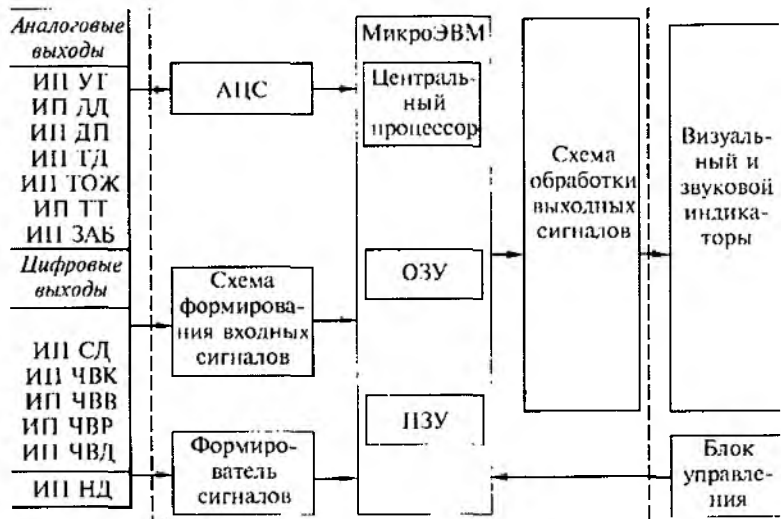 Аналоговые
выходы
ИП УГ
ИП ДД
ИП ДП
ИП ТД
ИП ТОЖ
ИП ТТ
ИП ЗАБ
Цифровые
выходы
ИП СД
ИП ЧВК
ИП ЧВВ
ИП ЧВР
ИП ЧВД
ИП НД
АЦС
Схема
формирова-
ния входных
сигналов
Формиро-
ватель
сигналов
МикроЭВМ
Централь-
ный
процессор
ОЗУ
ПЗУ
Схема
обработки
выходных
сигналов
Визуаль-
ный и
звуковой
индика-
торы
Блок
управле-
ния